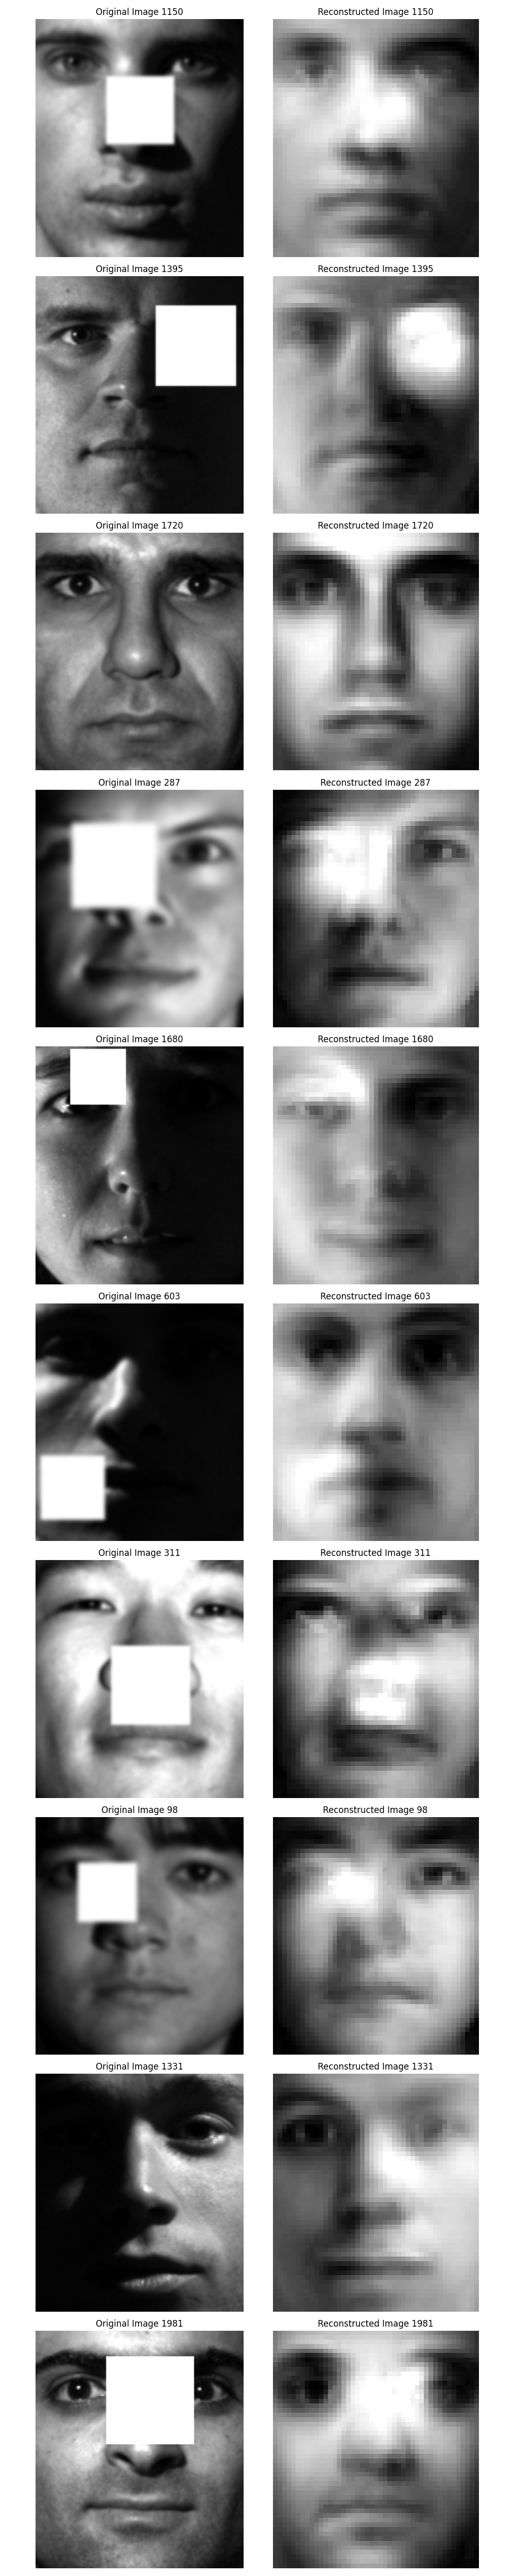 Original Image 1150
Reconstructed Image 1150
Original Image 1395
Reconstructed Image 1395
Original Image 1720
Reconstructed Image 1720
Original Image 287
Reconstructed Image 287
Original Image 1680
Reconstructed Image 1680
Original Image 603
Reconstructed Image 603
Original Image 311
Reconstructed Image 311
Original Image 98
Reconstructed Image 98
Original Image 1331
Reconstructed Image 1331
Original Image 1981
Reconstructed Image 1981